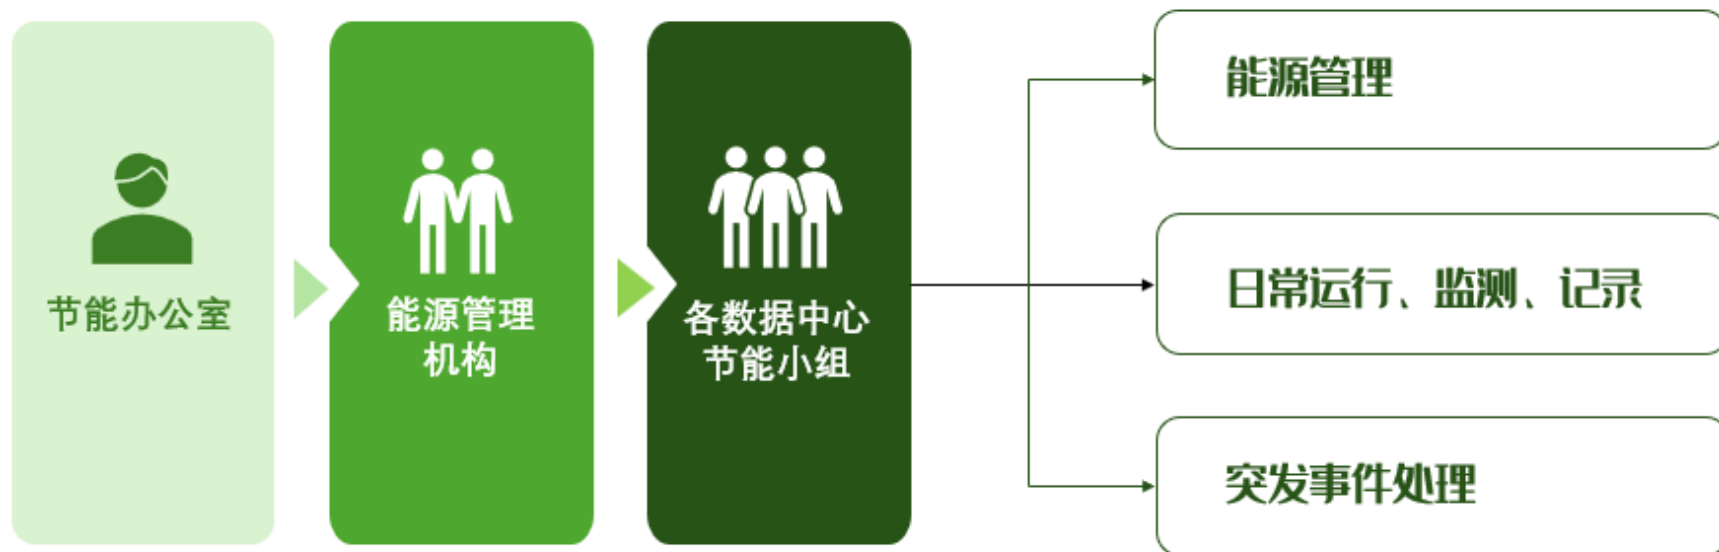 节能办公室
能源管理
机构
各数据中心
节能小组
能源管理
日常运行、监测、记录
突发事件处理